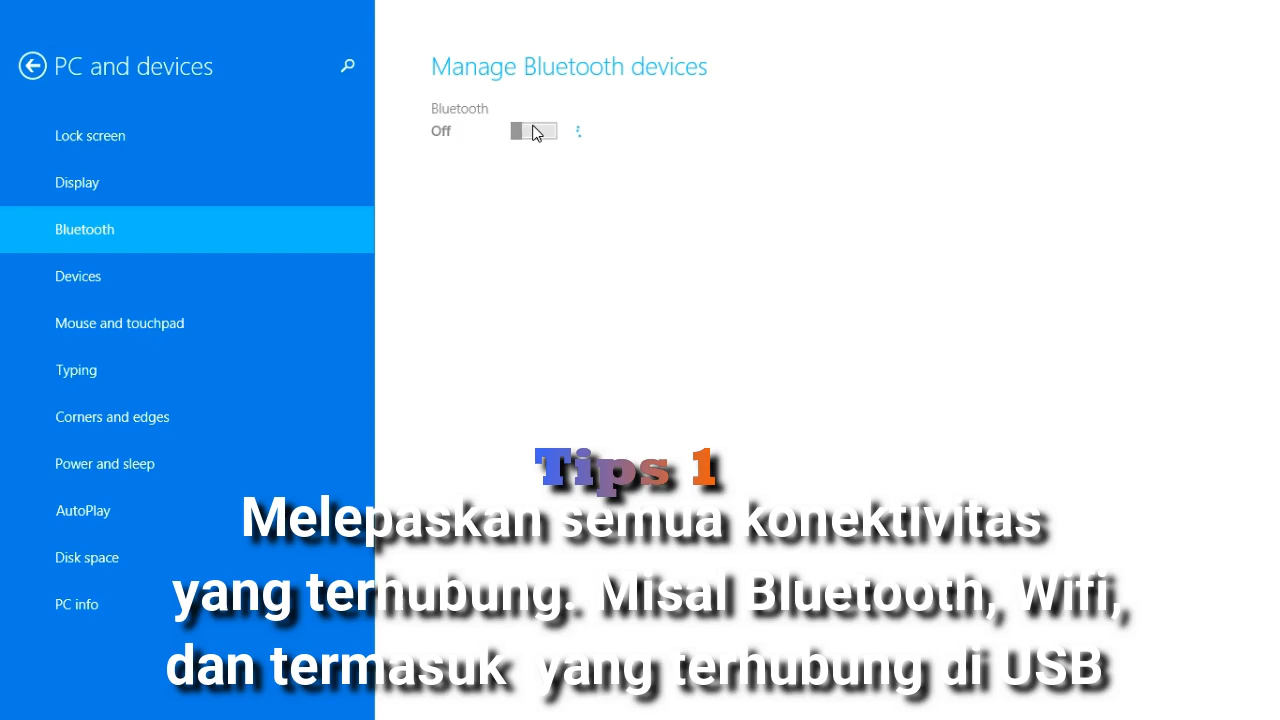 PC and devices
Lock screen
Display
Bluetooth
Devices
Mouse and touchpad
Typing
Corners and edges
Power and sleep
AutoPlay
Disk space
PC info
Manage Bluetooth devices
Bluetooth
Off
Tips 1
Melepaskan semua konektivitas
yang terhubung. Misal Bluetooth, Wifi,
dan termasuk yang terhubung di USB